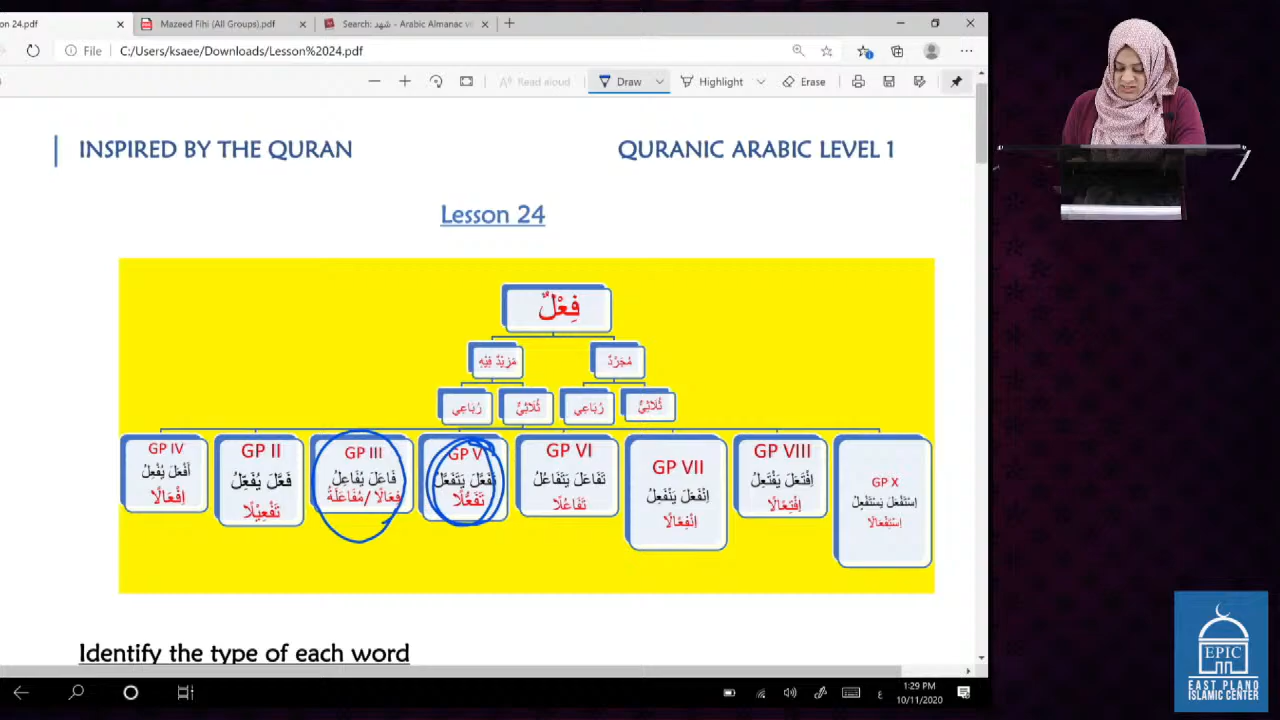 on 24.pdf
Mazeed Fihi (All Groups).pdf
Search: شهد - Arabic Almanac v
File C:/Users/ksaee/Downloads/Lesson%2024.pdf
Read aloud Draw Highlight Erase
INSPIRED BY THE QURAN QURANIC ARABIC LEVEL 1
Lesson 24
فِعْلٌ
مُجَرَّدٌ مَزِيْدٌ فِيْهِ
ثُلَاثِيٌّ رُبَاعِي ثُلَاثِيٌّ رُبَاعِي
GP IV
أَفْعَلَ يُفْعِلُ
اِفْعَالًا
GP II
فَعَّلَ يُفَعِّلُ
تَفْعِيْلًا
GP III
فَاعَلَ يُفَاعِلُ
فِعَالًا /مُفَاعَلَةً
GP V
تَفَعَّلَ يَتَفَعَّلُ
تَفَعُّلًا
GP VI
تَفَاعَلَ يَتَفَاعَلُ
تَفَاعُلًا
GP VII
اِنْفَعَلَ يَنْفَعِلُ
اِنْفِعَالًا
GP VIII
اِفْتَعَلَ يَفْتَعِلُ
اِفْتِعَالًا
GP X
اِسْتَفْعَلَ يَسْتَفْعِلُ
اِسْتِفْعَالًا
Identify the type of each word
ع
1:29 PM
10/11/2020
EPIC
EAST PLANO
ISLAMIC CENTER